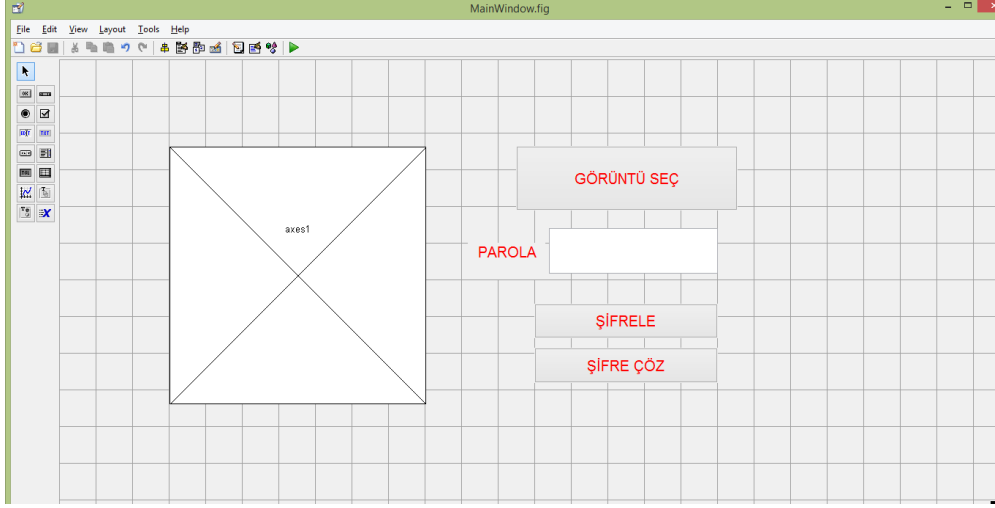 MainWindow.fig
File Edit View Layout Tools Help
axes1
GÖRÜNTÜ SEÇ
PAROLA
ŞİFRELE
ŞİFRE ÇÖZ